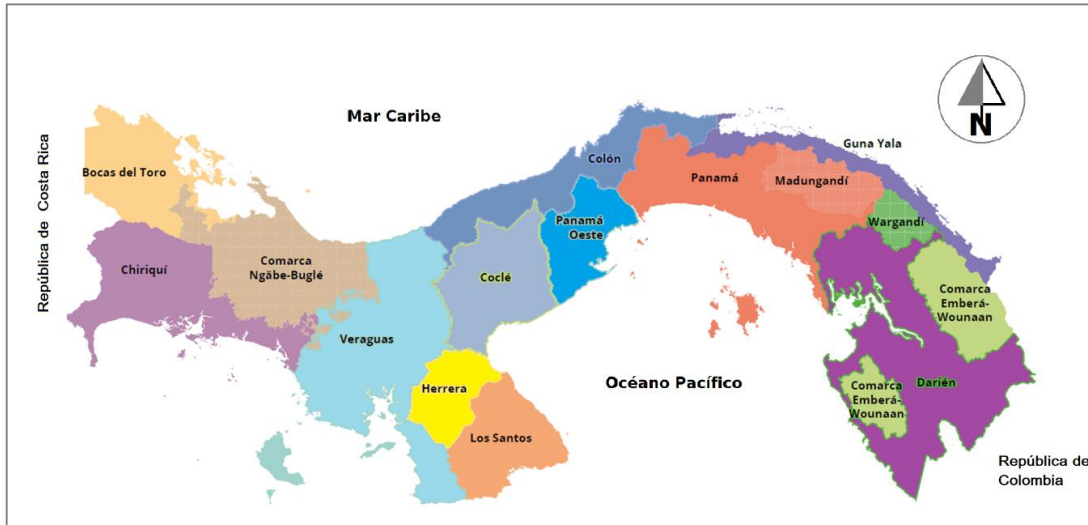 Mar Caribe
N
República de Costa Rica
Bocas del Toro
Colón
Guna Yala
Panamá
Madungandí
Wargandí
Panamá
Oeste
Chiriquí
Comarca
Ngäbe-Buglé
Coclé
Comarca
Emberá-
Wounaan
Veraguas
Herrera
Océano Pacífico
Comarca
Emberá-
Wounaan
Darién
Los Santos
República de
Colombia